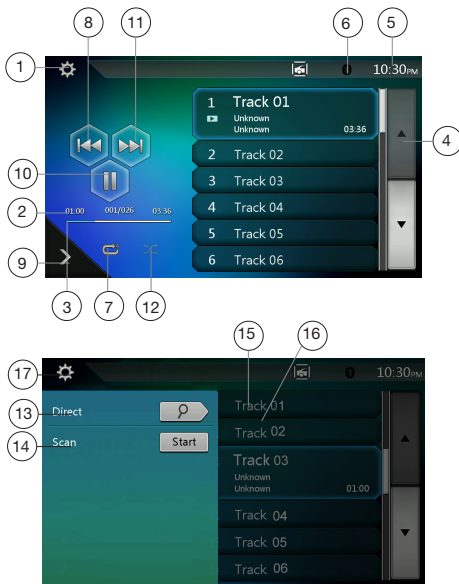 8
11
6
5
1
10:30PM
1 Track 01
Unknown
Unknown 03:36
4
10
2 Track 02
3 Track 03
2
01:00 001/026 03:36
4 Track 04
5 Track 05
9
6 Track 06
3
7
12
15
16
17
10:30PM
13
Direct
Track 01
14
Scan
Start
Track 02
Track 03
Unknown
Unknown 01:00
Track 04
Track 05
Track 06